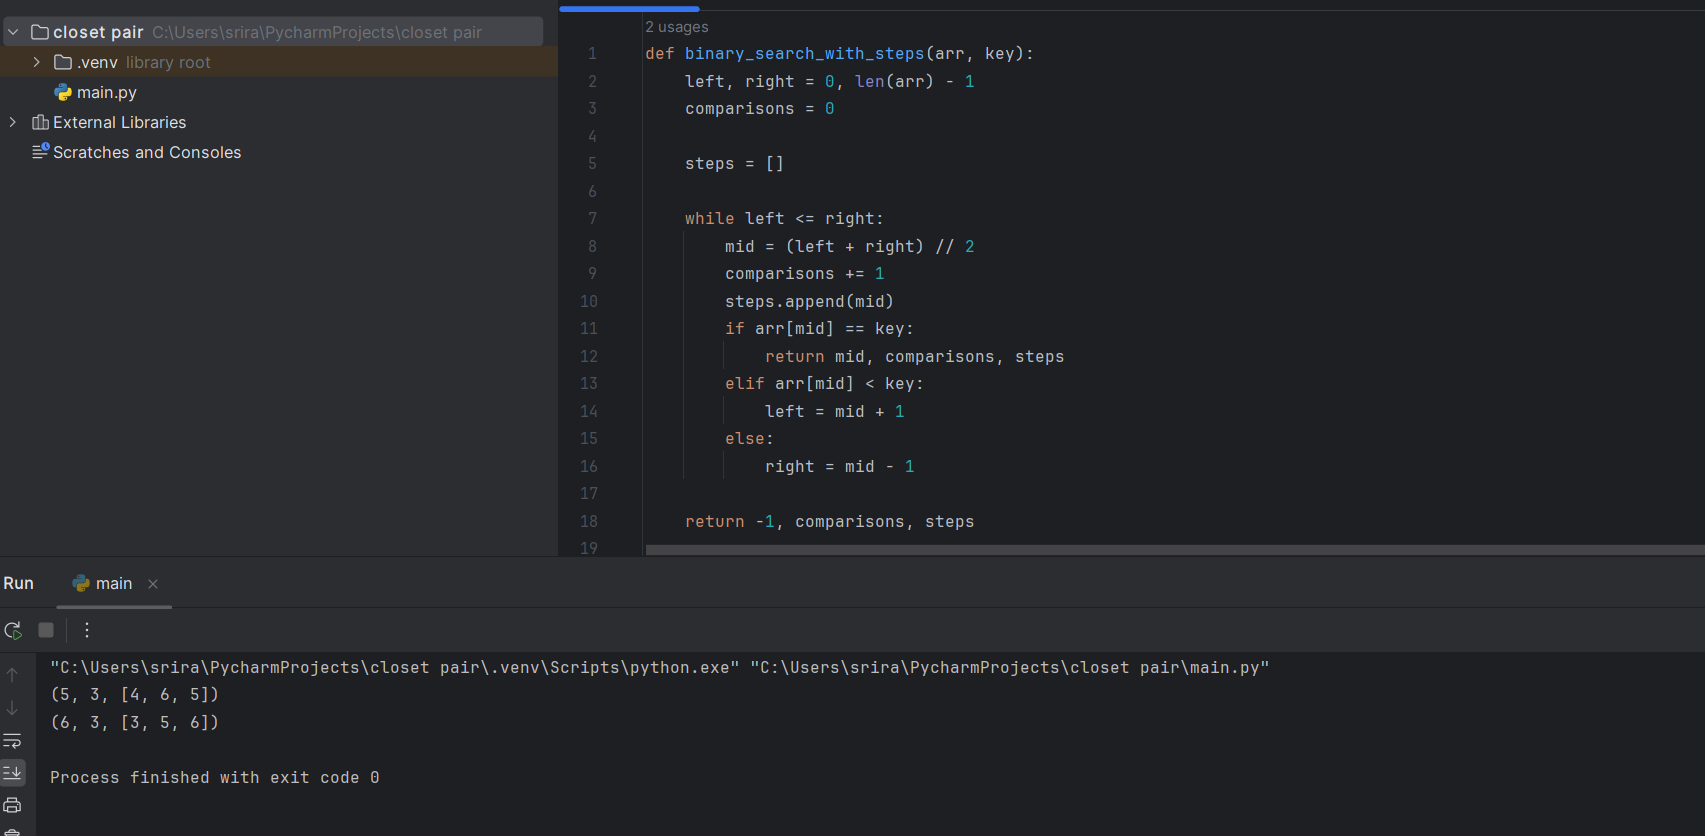 closet pair C:\Users\srira\PycharmProjects\closet pair
.venv library root
main.py
External Libraries
Scratches and Consoles
2 usages
1 def binary_search_with_steps(arr, key):
2     left, right = 0, len(arr) - 1
3     comparisons = 0
4
5     steps = []
6
7     while left <= right:
8         mid = (left + right) // 2
9         comparisons += 1
10         steps.append(mid)
11         if arr[mid] == key:
12             return mid, comparisons, steps
13         elif arr[mid] < key:
14             left = mid + 1
15         else:
16             right = mid - 1
17
18     return -1, comparisons, steps
19
Run main
"C:\Users\srira\PycharmProjects\closet pair\.venv\Scripts\python.exe" "C:\Users\srira\PycharmProjects\closet pair\main.py"
(5, 3, [4, 6, 5])
(6, 3, [3, 5, 6])
Process finished with exit code 0